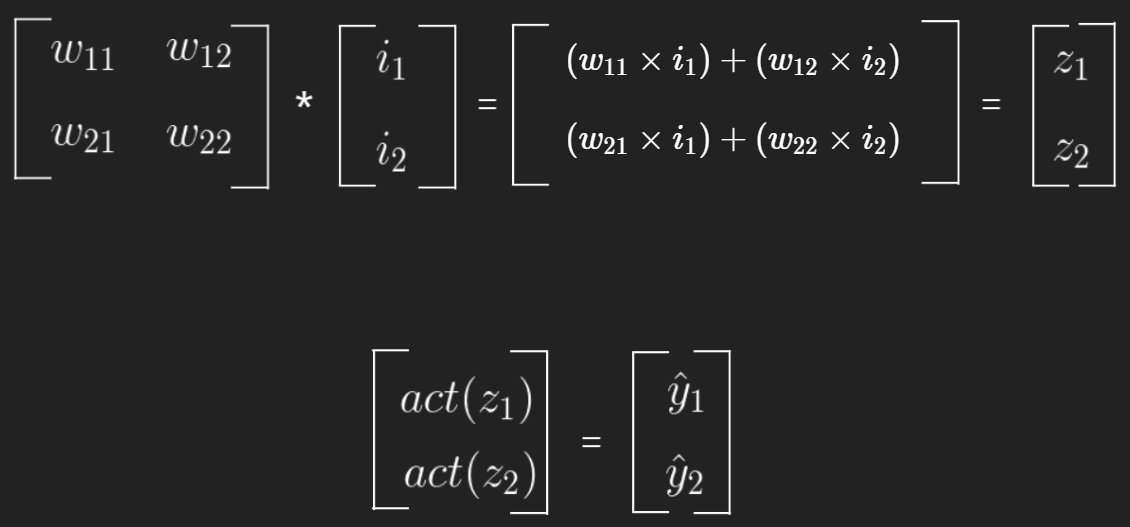 w₁₁ w₁₂ i₁ (w₁₁ × i₁) + (w₁₂ × i₂) z₁
* = =
w₂₁ w₂₂ i₂ (w₂₁ × i₁) + (w₂₂ × i₂) z₂
act(z₁) ŷ₁
=
act(z₂) ŷ₂